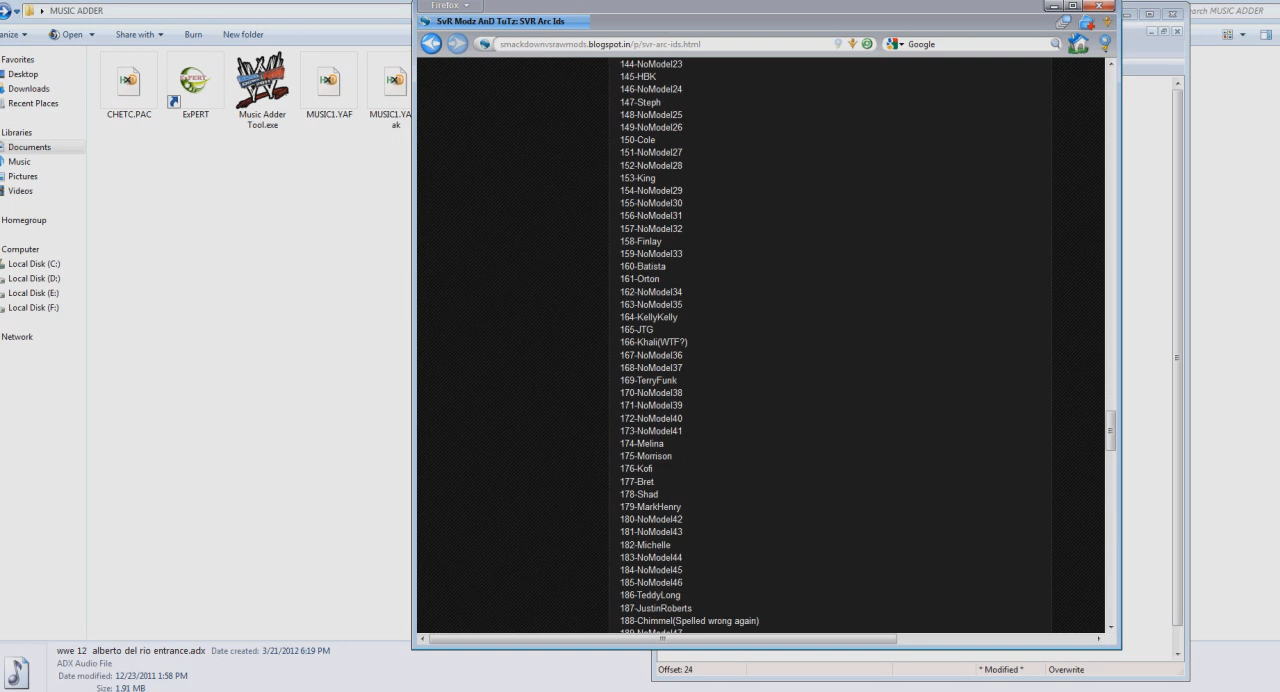 MUSIC ADDER
Open
Share with
Burn
New folder
Favorites
Desktop
Downloads
Recent Places
Libraries
Documents
Music
Pictures
Videos
Homegroup
Computer
Local Disk (C:)
Local Disk (D:)
Local Disk (E:)
Local Disk (F:)
Network
CHETC.PAC
ExPERT
Music Adder
Tool.exe
MUSIC1.YAF
MUSIC1.YA
ak
Firefox
SvR Modz AnD TuTz: SVR Arc Ids
smackdownvsrawmods.blogspot.in/p/svr-arc-ids.html
Google
144-NoModel23
145-HBK
146-NoModel24
147-Steph
148-NoModel25
149-NoModel26
150-Cole
151-NoModel27
152-NoModel28
153-King
154-NoModel29
155-NoModel30
156-NoModel31
157-NoModel32
158-Finlay
159-NoModel33
160-Batista
161-Orton
162-NoModel34
163-NoModel35
164-KellyKelly
165-JTG
166-Khali(WTF?)
167-NoModel36
168-NoModel37
169-TerryFunk
170-NoModel38
171-NoModel39
172-NoModel40
173-NoModel41
174-Melina
175-Morrison
176-Kofi
177-Bret
178-Shad
179-MarkHenry
180-NoModel42
181-NoModel43
182-Michelle
183-NoModel44
184-NoModel45
185-NoModel46
186-TeddyLong
187-JustinRoberts
188-Chimmel(Spelled wrong again)
189-NoModel47
arch MUSIC ADDER
Offset: 24
* Modified *
Overwrite
wwe 12 alberto del rio entrance.adx Date created: 3/21/2012 6:19 PM
ADX Audio File
Date modified: 12/23/2011 1:58 PM
Size: 1.91 MB